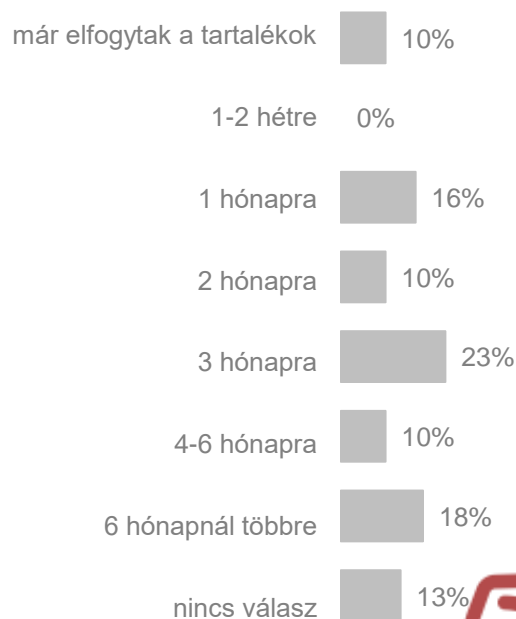 már elfogytak a tartalékok 10%
1-2 hétre 0%
1 hónapra 16%
2 hónapra 10%
3 hónapra 23%
4-6 hónapra 10%
6 hónapnál többre 18%
nincs válasz 13%